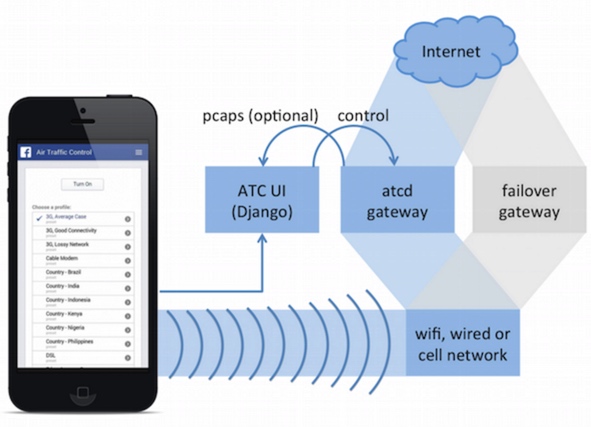 Internet
pcaps (optional)
control
ATC UI
(Django)
atcd
gateway
failover
gateway
wifi, wired or
cell network
f
Air Traffic Control
Turn On
Choose a profile:
3G, Average Case
3G, Good Connectivity
3G, Lossy Network
Cable Modem
Country - Brazil
Country - India
Country - Indonesia
Country - Kenya
Country - Nigeria
Country - Philippines
DSL